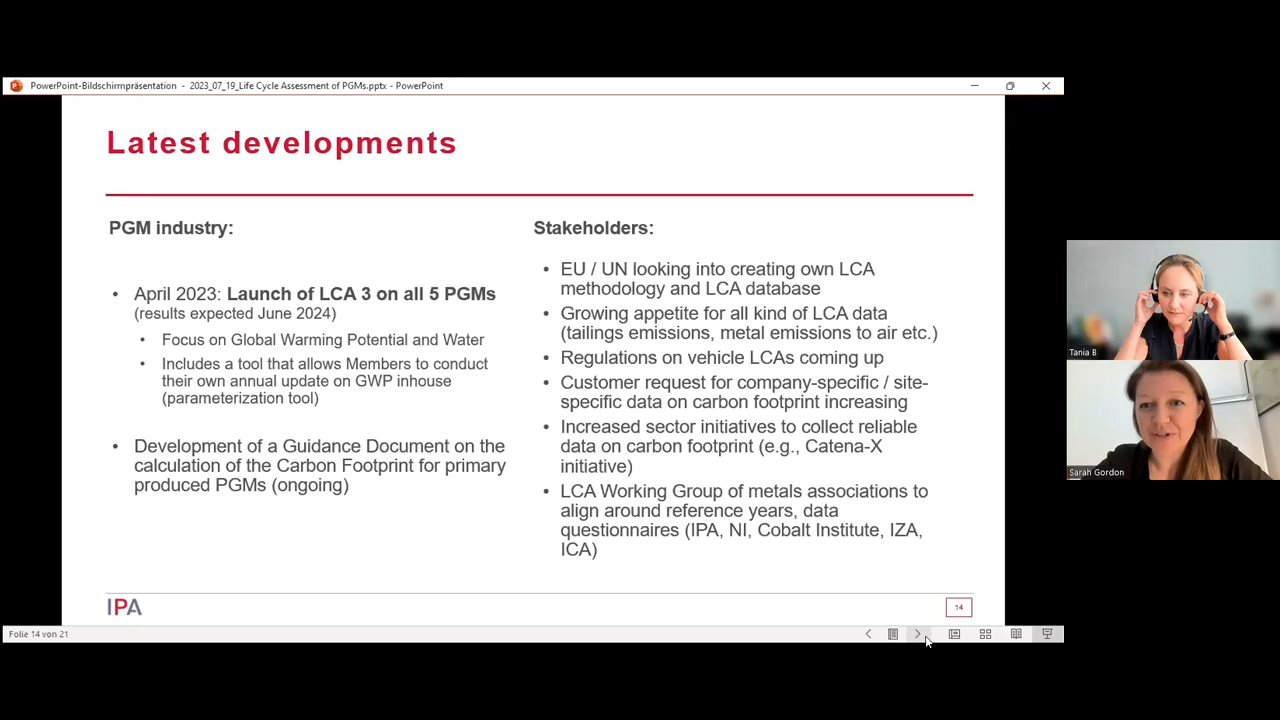 PowerPoint-Bildschirmpräsentation - 2023_07_19_Life Cycle Assessment of PGMs.pptx - PowerPoint
Latest developments
PGM industry:
• April 2023: Launch of LCA 3 on all 5 PGMs
(results expected June 2024)
• Focus on Global Warming Potential and Water
• Includes a tool that allows Members to conduct
their own annual update on GWP inhouse
(parameterization tool)
• Development of a Guidance Document on the
calculation of the Carbon Footprint for primary
produced PGMs (ongoing)
Stakeholders:
• EU / UN looking into creating own LCA
methodology and LCA database
• Growing appetite for all kind of LCA data
(tailings emissions, metal emissions to air etc.)
• Regulations on vehicle LCAs coming up
• Customer request for company-specific / site-
specific data on carbon footprint increasing
• Increased sector initiatives to collect reliable
data on carbon footprint (e.g., Catena-X
initiative)
• LCA Working Group of metals associations to
align around reference years, data
questionnaires (IPA, NI, Cobalt Institute, IZA,
ICA)
IPA
14
Folie 14 von 21
Tania B
Sarah Gordon